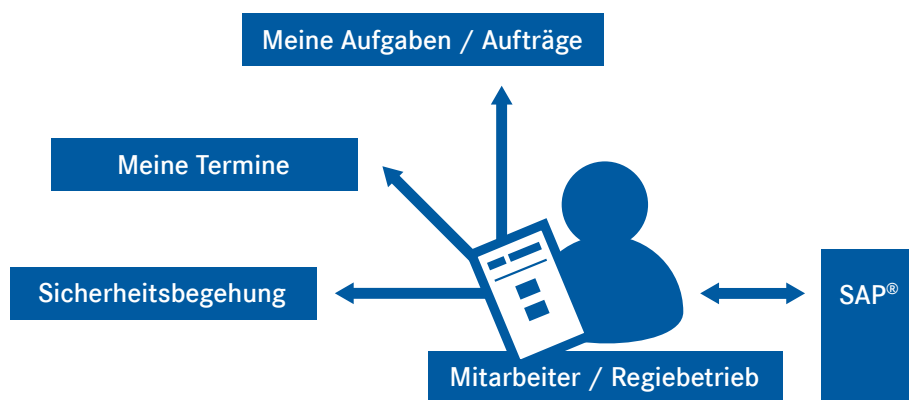 Meine Aufgaben / Aufträge
Meine Termine
Sicherheitsbegehung
SAP®
Mitarbeiter / Regiebetrieb